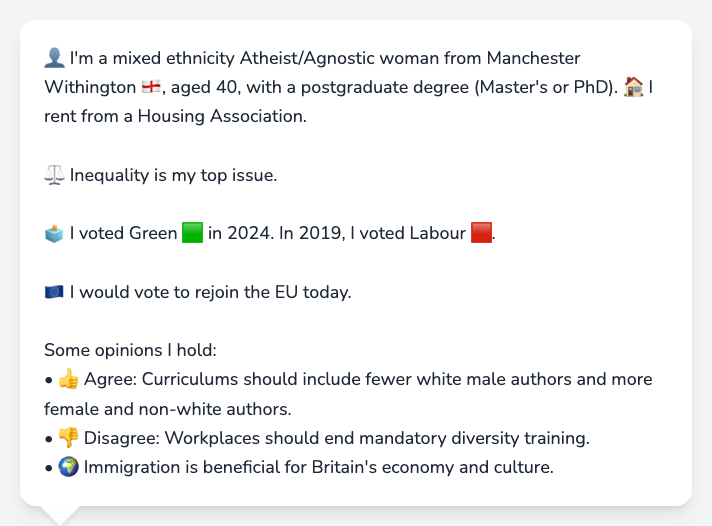 👤 I'm a mixed ethnicity Atheist/Agnostic woman from Manchester
Withington 🏴󠁧󠁢󠁥󠁮󠁧󠁿, aged 40, with a postgraduate degree (Master's or PhD). 🏠 I
rent from a Housing Association.
⚖️ Inequality is my top issue.
🗳️ I voted Green 🟩 in 2024. In 2019, I voted Labour 🟥.
🇪🇺 I would vote to rejoin the EU today.
Some opinions I hold:
• 👍 Agree: Curriculums should include fewer white male authors and more
female and non-white authors.
• 👎 Disagree: Workplaces should end mandatory diversity training.
• 🌍 Immigration is beneficial for Britain's economy and culture.